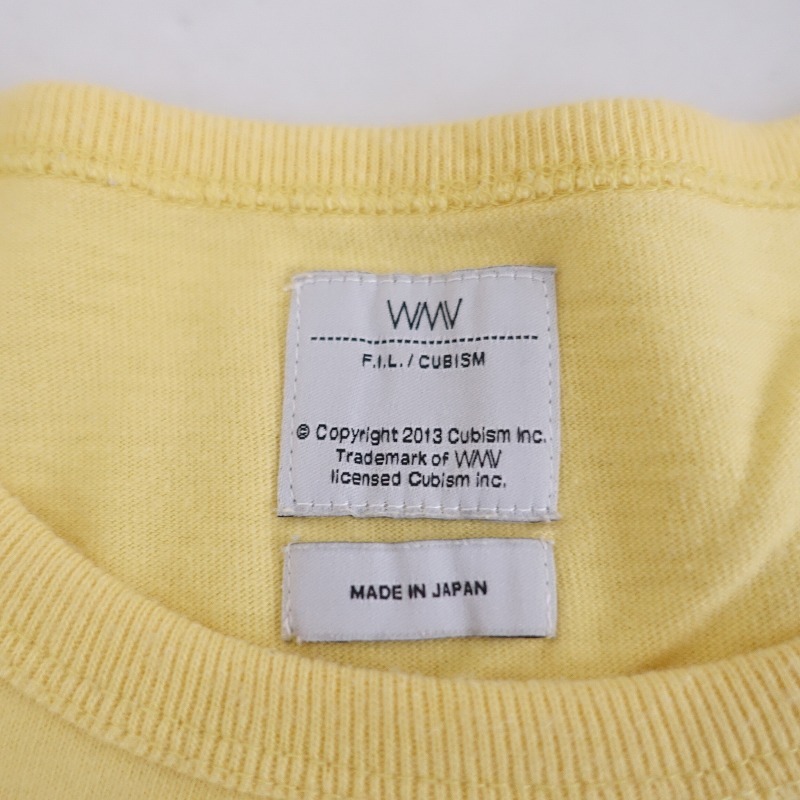 WMV
F.I.L. / CUBISM
© Copyright 2013 Cubism Inc.
Trademark of WMV
licensed Cubism inc.
MADE IN JAPAN